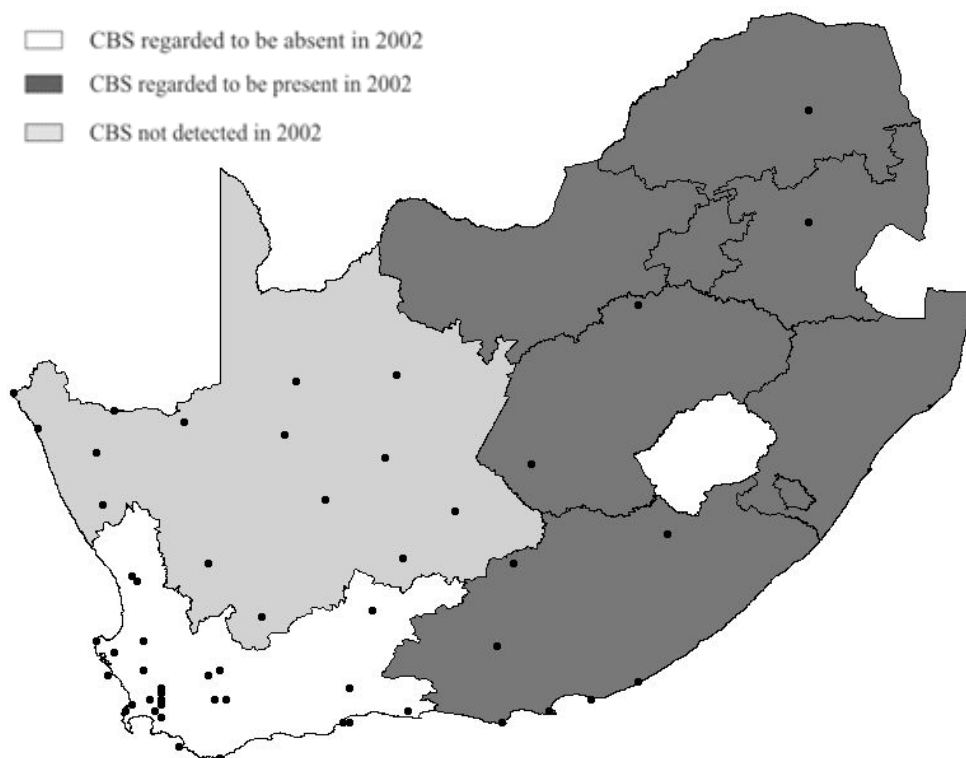 CBS regarded to be absent in 2002
CBS regarded to be present in 2002
CBS not detected in 2002